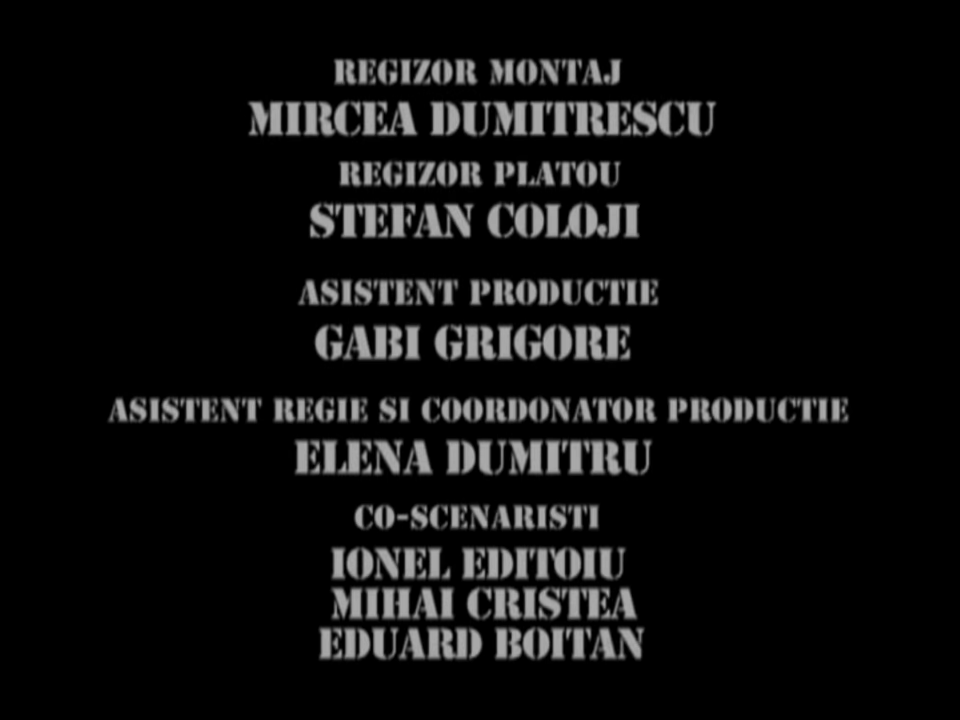 REGIZOR MONTAJ
MIRCEA DUMITRESCU
REGIZOR PLATOU
STEFAN COLOJI
ASISTENT PRODUCTIE
GABI GRIGORE
ASISTENT REGIE SI COORDONATOR PRODUCTIE
ELENA DUMITRU
CO-SCENARISTI
IONEL EDITOIU
MIHAI CRISTEA
EDUARD BOITAN